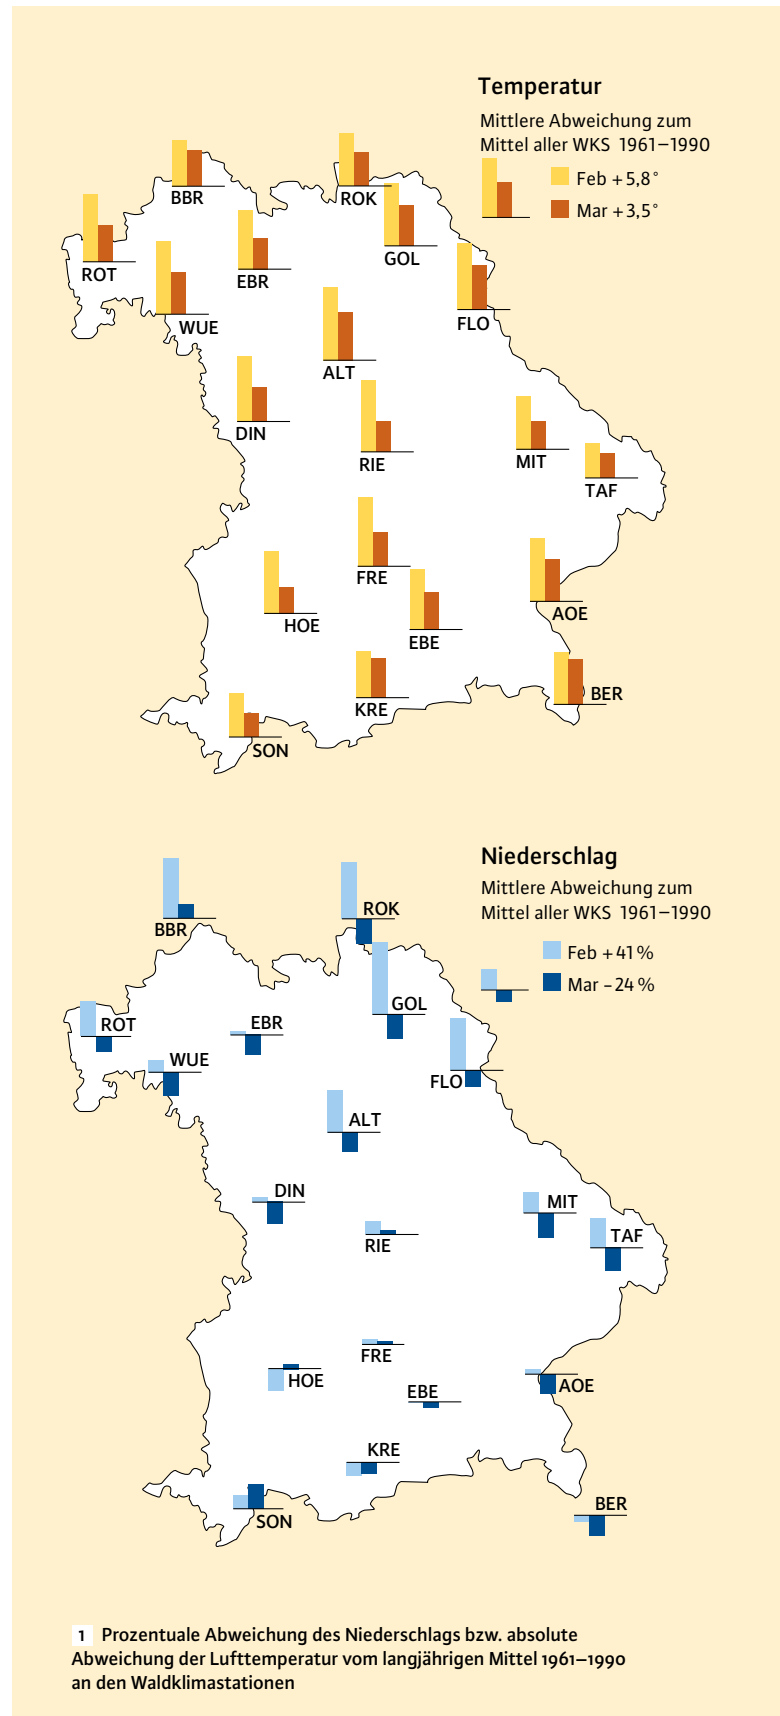 Temperatur
Mittlere Abweichung zum
Mittel aller WKS 1961–1990
Feb +5,8°
Mar +3,5°
BBR
ROK
ROT
EBR
GOL
WUE
FLO
ALT
DIN
RIE
MIT
TAF
FRE
HOE
EBE
AOE
KRE
BER
SON
Niederschlag
Mittlere Abweichung zum
Mittel aller WKS 1961–1990
Feb +41%
Mar –24%
BBR
ROK
GOL
ROT
EBR
WUE
FLO
ALT
DIN
MIT
RIE
TAF
FRE
HOE
EBE
AOE
KRE
SON
BER
1 Prozentuale Abweichung des Niederschlags bzw. absolute
Abweichung der Lufttemperatur vom langjährigen Mittel 1961–1990
an den Waldklimastationen